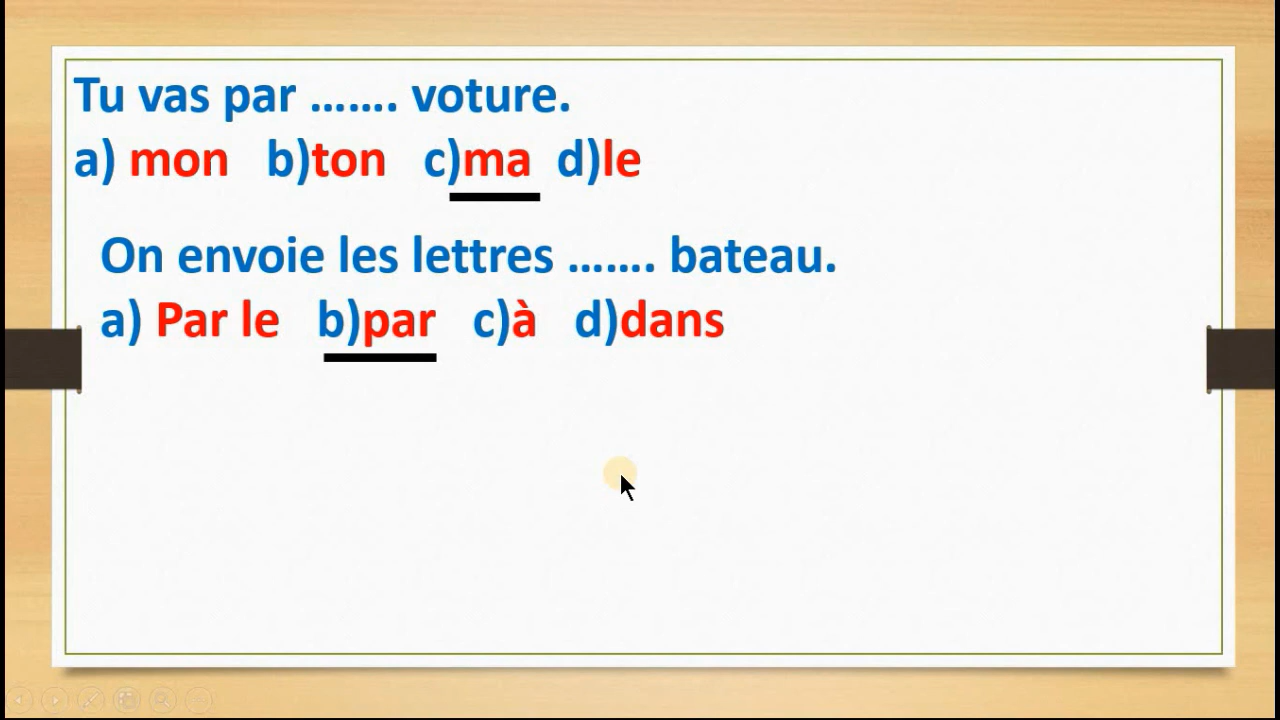 Tu vas par ....... voture.
a) mon b)ton c)ma d)le
On envoie les lettres ....... bateau.
a) Par le b)par c)à d)dans